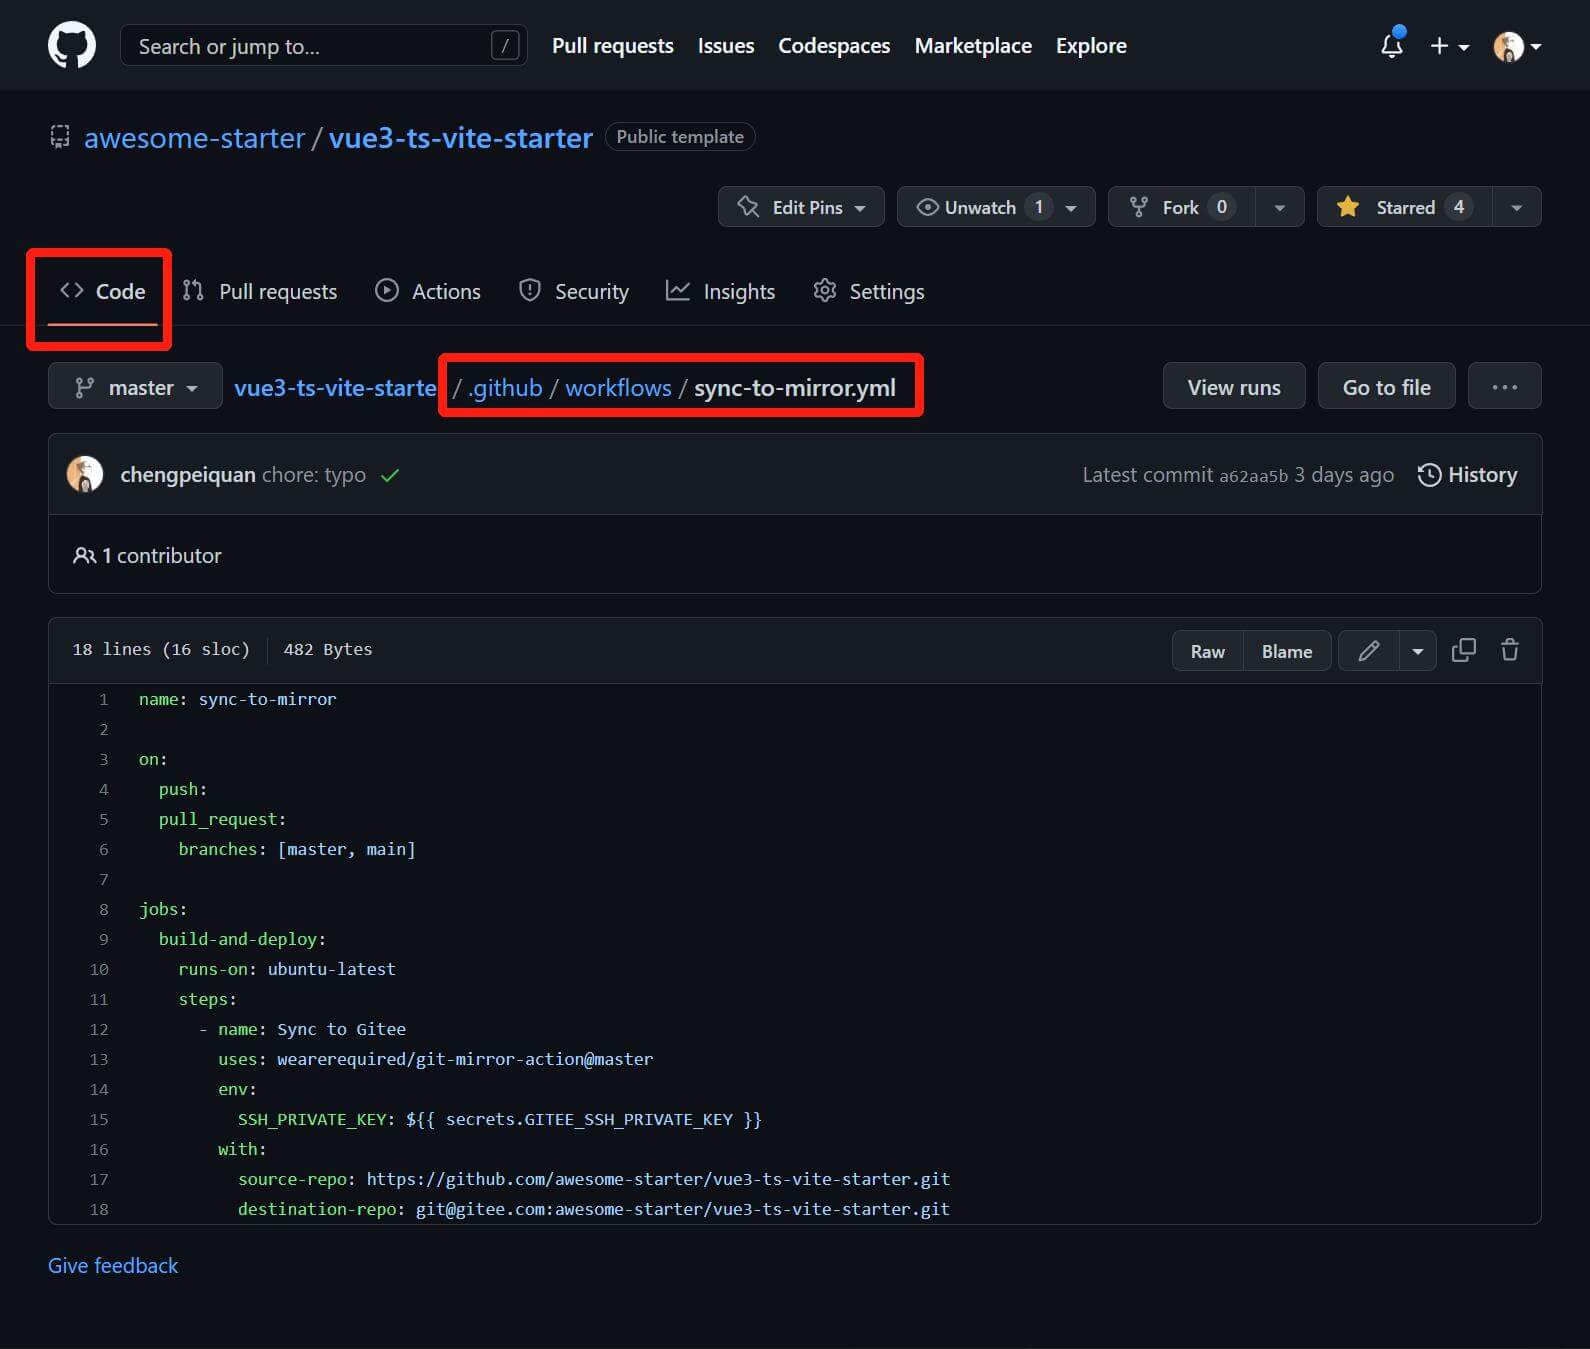 Search or jump to... / Pull requests Issues Codespaces Marketplace Explore
awesome-starter / vue3-ts-vite-starter Public template
Edit Pins Unwatch 1 Fork 0 Starred 4
Code Pull requests Actions Security Insights Settings
master vue3-ts-vite-starte / .github / workflows / sync-to-mirror.yml View runs Go to file ...
chengpeiquan chore: typo Latest commit a62aa5b 3 days ago History
1 contributor
18 lines (16 sloc) 482 Bytes Raw Blame
1 name: sync-to-mirror
2
3 on:
4 push:
5 pull_request:
6 branches: [master, main]
7
8 jobs:
9 build-and-deploy:
10 runs-on: ubuntu-latest
11 steps:
12 - name: Sync to Gitee
13 uses: wearerequired/git-mirror-action@master
14 env:
15 SSH_PRIVATE_KEY: ${{ secrets.GITEE_SSH_PRIVATE_KEY }}
16 with:
17 source-repo: https://github.com/awesome-starter/vue3-ts-vite-starter.git
18 destination-repo: git@gitee.com:awesome-starter/vue3-ts-vite-starter.git
Give feedback